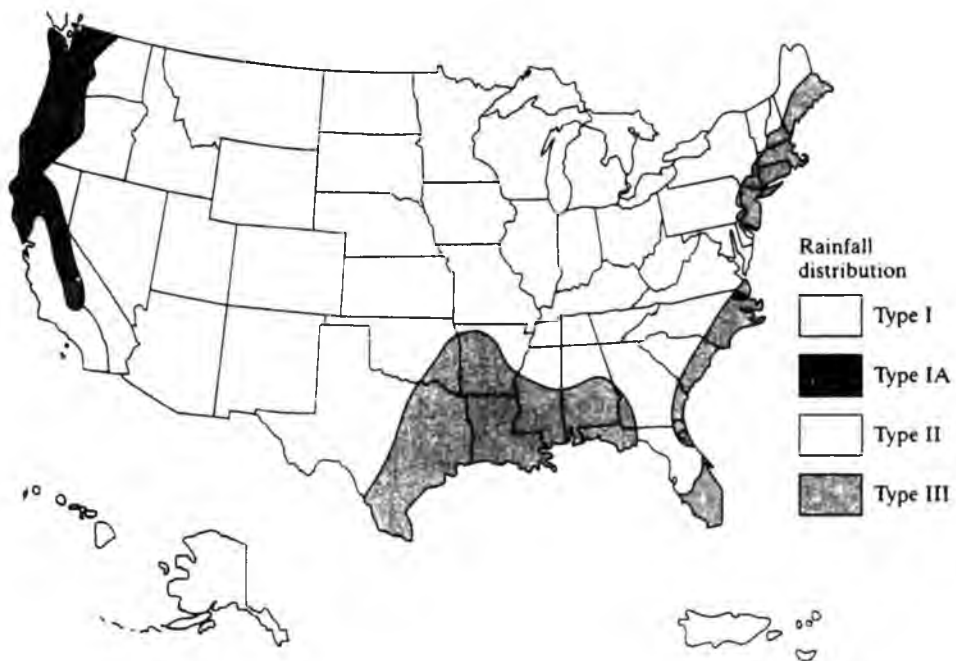 Rainfall
distribution
Type I
Type IA
Type II
Type III